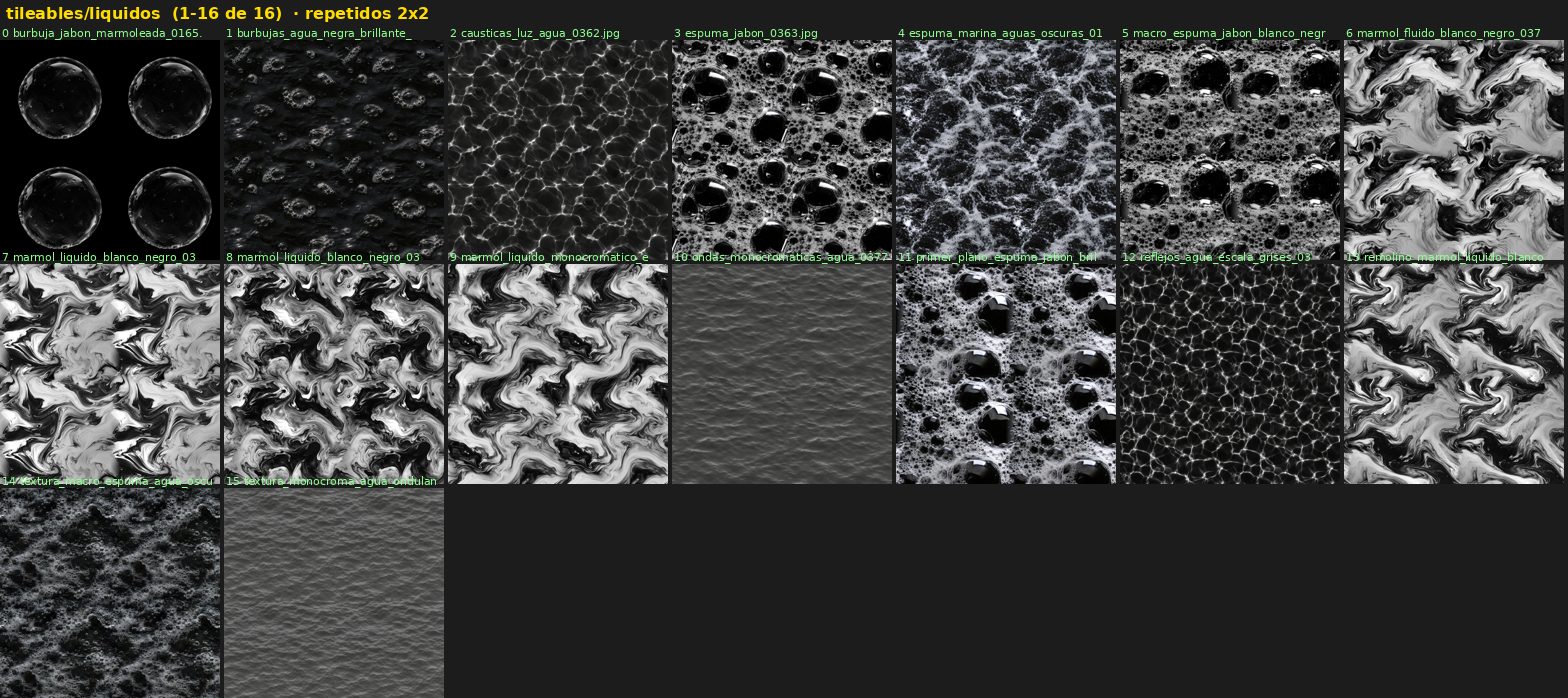 tileables/liquidos (1-16 de 16) · repetidos 2x2
0 burbuja_jabon_marmoleada_0165.
1 burbujas_agua_negra_brillante_
2 causticas_luz_agua_0362.jpg
3 espuma_jabon_0363.jpg
4 espuma_marina_aguas_oscuras_01
5 macro_espuma_jabon_blanco_negr
6 marmol_fluido_blanco_negro_037
7 marmol_liquido_blanco_negro_03
8 marmol_liquido_blanco_negro_03
9 marmol_liquido_monocromatico_e
10 ondas_monocromaticas_agua_0377
11 primer_plano_espuma_jabon_bril
12 reflejos_agua_escala_grises_03
13 remolino_marmol_liquido_blanco
14 textura_macro_espuma_agua_oscu
15 textura_monocroma_agua_ondulan